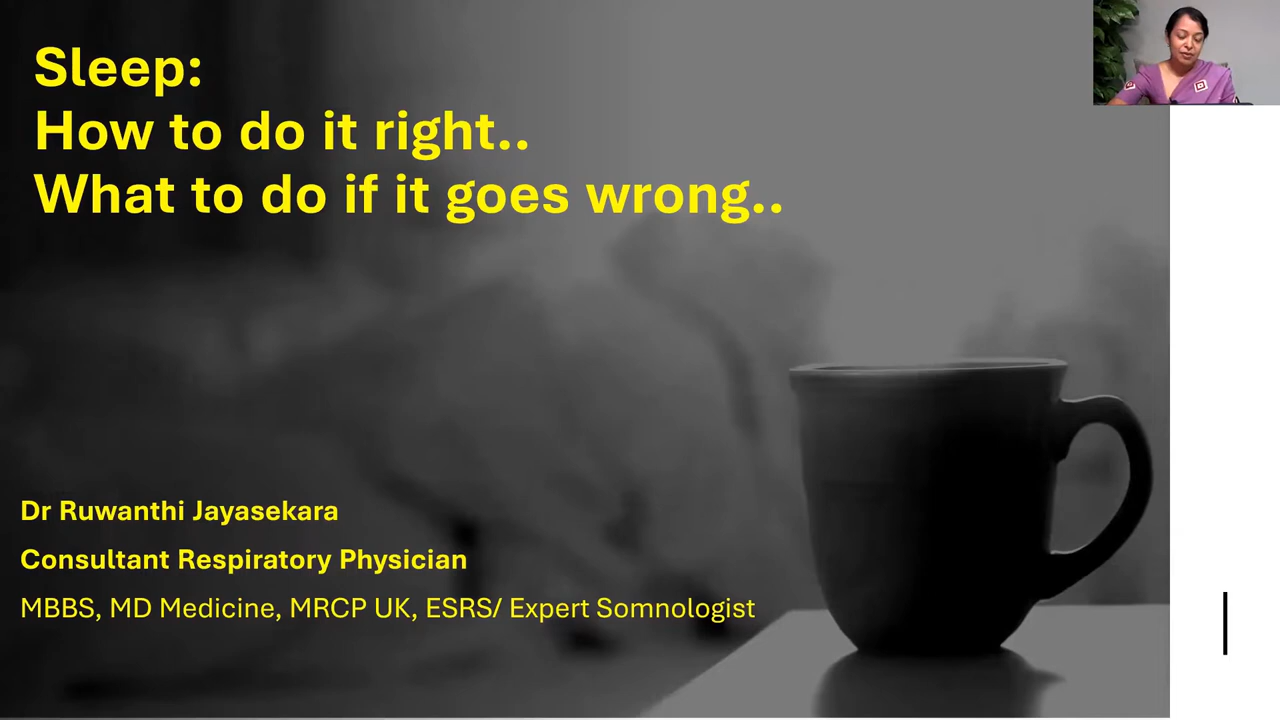 Sleep:
How to do it right..
What to do if it goes wrong..
Dr Ruwanthi Jayasekara
Consultant Respiratory Physician
MBBS, MD Medicine, MRCP UK, ESRS/ Expert Somnologist